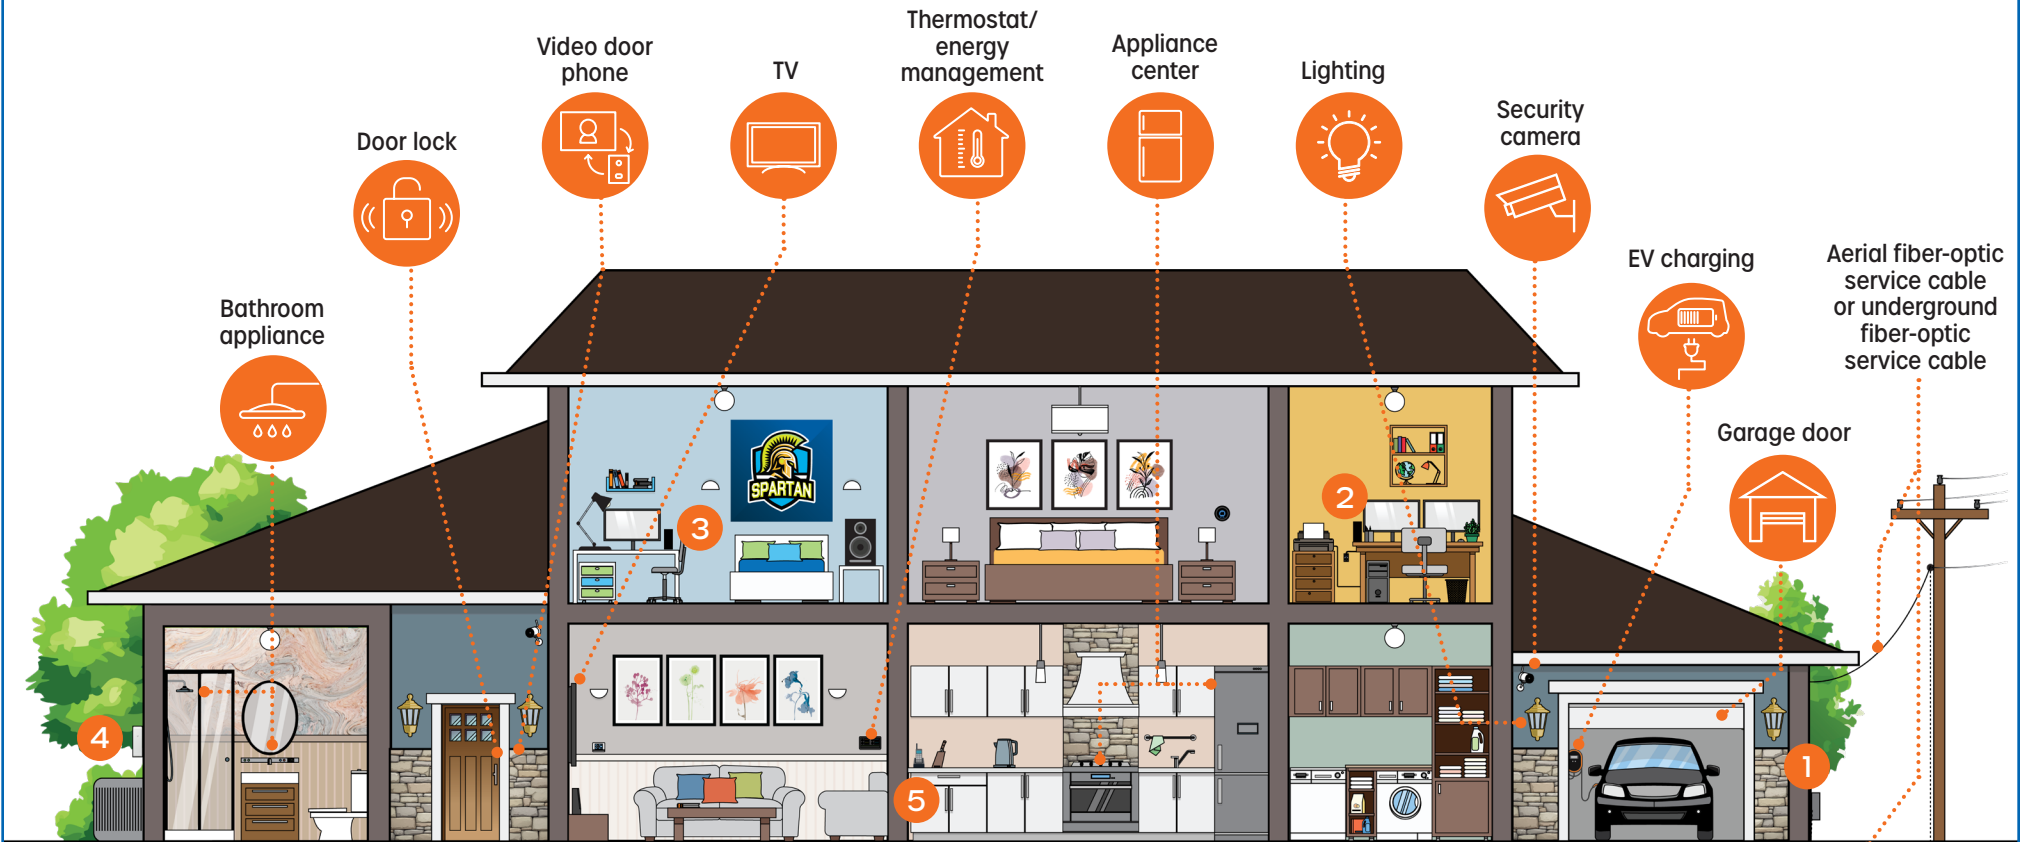 Thermostat/
energy
management
Video door
phone
TV
Appliance
center
Lighting
Security
camera
Door lock
EV charging
Aerial fiber-optic
service cable
or underground
fiber-optic
service cable
Bathroom
appliance
Garage door
SPARTAN
2
3
4
1
5